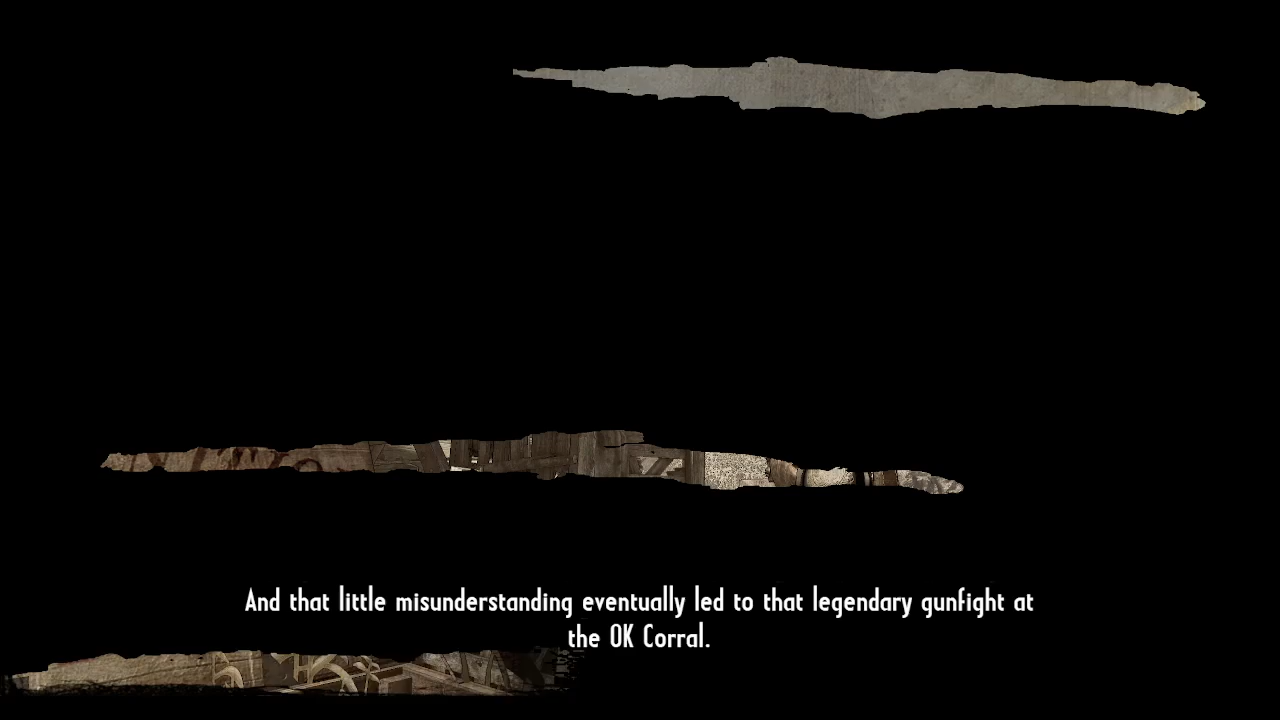 And that little misunderstanding eventually led to that legendary gunfight at
the OK Corral.